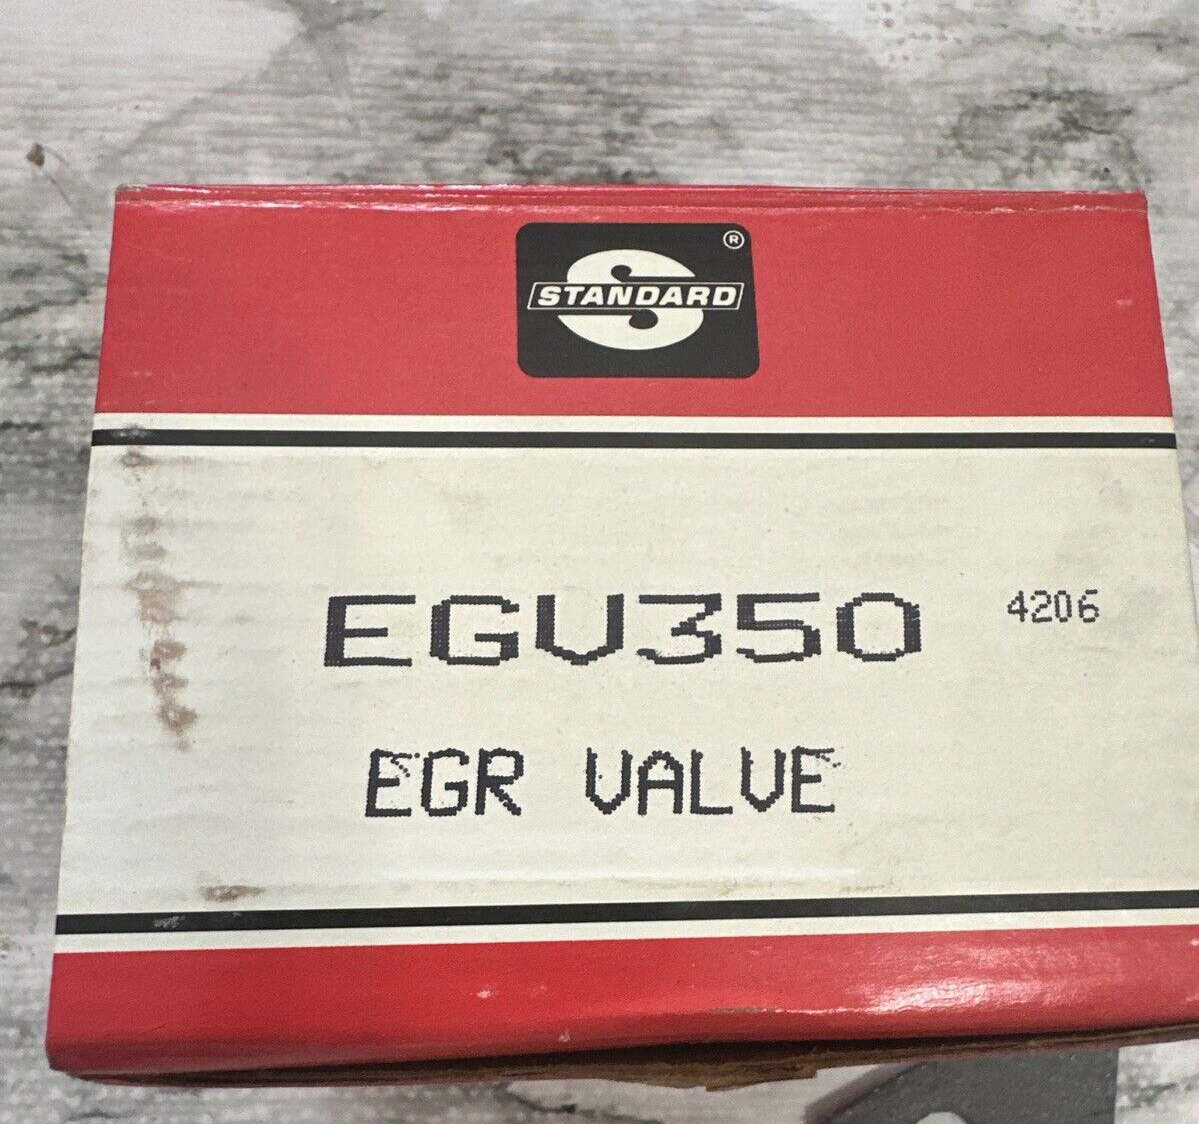 STANDARD ®
EGV350 4206
EGR VALVE